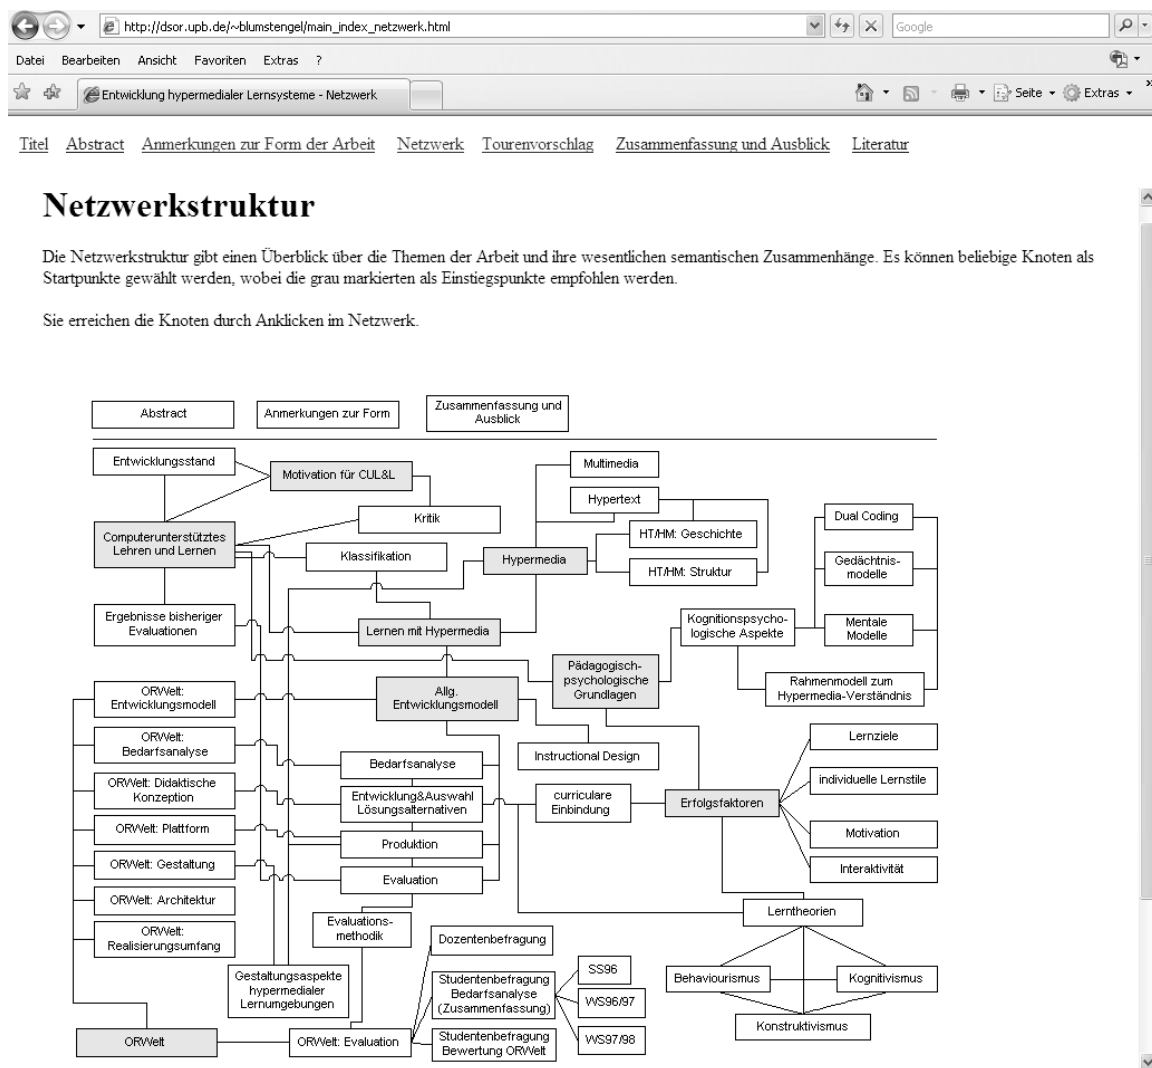 http://dsor.upb.de/~blumstengel/main_index_netzwerk.html
Google
Datei Bearbeiten Ansicht Favoriten Extras ?
Entwicklung hypermedialer Lernsysteme - Netzwerk
Seite Extras
Titel Abstract Anmerkungen zur Form der Arbeit Netzwerk Tourenvorschlag Zusammenfassung und Ausblick Literatur
Netzwerkstruktur
Die Netzwerkstruktur gibt einen Überblick über die Themen der Arbeit und ihre wesentlichen semantischen Zusammenhänge. Es können beliebige Knoten als
Startpunkte gewählt werden, wobei die grau markierten als Einstiegspunkte empfohlen werden.
Sie erreichen die Knoten durch Anklicken im Netzwerk.
Abstract
Anmerkungen zur Form
Zusammenfassung und
Ausblick
Entwicklungsstand
Motivation für CUL&L
Multimedia
Hypertext
Kritik
Dual Coding
Computerunterstütztes
Lehren und Lernen
HT/HM: Geschichte
Klassifikation
Hypermedia
HT/HM: Struktur
Gedächtnis-
modelle
Ergebnisse bisheriger
Evaluationen
Lernen mit Hypermedia
Kognitionspsycho-
logische Aspekte
Mentale
Modelle
Pädagogisch-
psychologische
Grundlagen
Rahmenmodell zum
Hypermedia-Verständnis
ORWelt:
Entwicklungsmodell
Allg.
Entwicklungsmodell
ORWelt:
Bedarfsanalyse
Instructional Design
Lernziele
Bedarfsanalyse
individuelle Lernstile
ORWelt: Didaktische
Konzeption
Entwicklung&Auswahl
Lösungsalternativen
curriculare
Einbindung
Erfolgsfaktoren
ORWelt: Plattform
Produktion
Motivation
ORWelt: Gestaltung
Evaluation
Interaktivität
ORWelt: Architektur
Lerntheorien
ORWelt:
Realisierungsumfang
Evaluations-
methodik
Dozentenbefragung
Gestaltungsaspekte
hypermedialer
Lernumgebungen
Studentenbefragung
Bedarfsanalyse
(Zusammenfassung)
SS96
WS96/97
WS97/98
Behaviourismus
Kognitivismus
Konstruktivismus
ORWelt
ORWelt: Evaluation
Studentenbefragung
Bewertung ORWelt